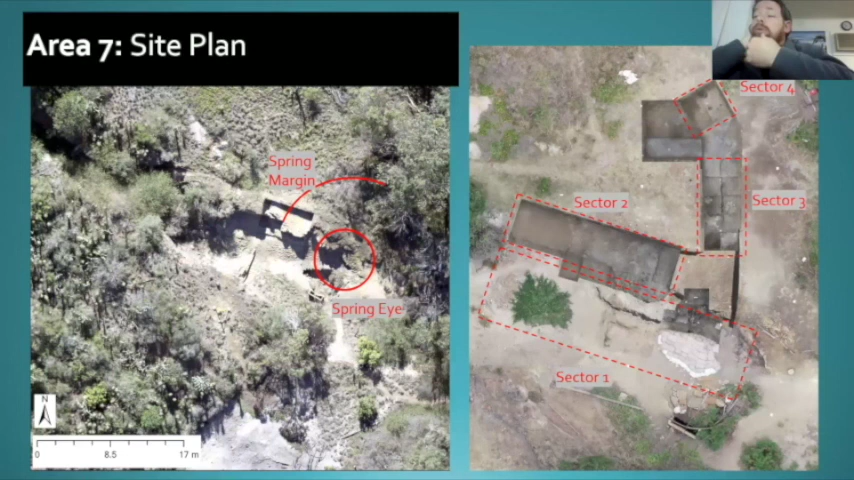 Area 7: Site Plan
Spring
Margin
Spring Eye
N
0 8.5 17 m
Sector 4
Sector 2
Sector 3
Sector 1